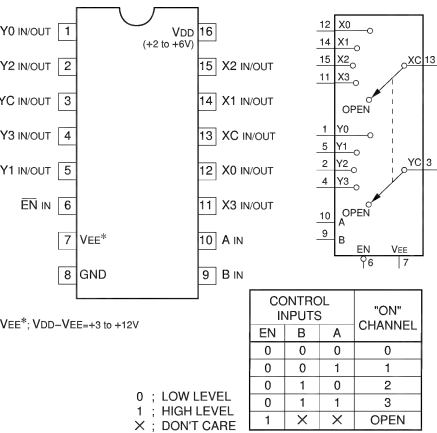 Y0 IN/OUT 1
Y2 IN/OUT 2
YC IN/OUT 3
Y3 IN/OUT 4
Y1 IN/OUT 5
EN IN 6
7 VEE*
8 GND
VDD 16
(+2 to +6V)
15 X2 IN/OUT
14 X1 IN/OUT
13 XC IN/OUT
12 X0 IN/OUT
11 X3 IN/OUT
10 A IN
9 B IN
12 X0
14 X1
15 X2
11 X3
XC 13
OPEN
1 Y0
5 Y1
2 Y2
4 Y3
YC 3
OPEN
10 A
9 B
EN VEE
6 7
VEE*; VDD–VEE=+3 to +12V
0 ; LOW LEVEL
1 ; HIGH LEVEL
× ; DON'T CARE
CONTROL INPUTS "ON" CHANNEL
EN B A
0 0 0 0
0 0 1 1
0 1 0 2
0 1 1 3
1 × × OPEN